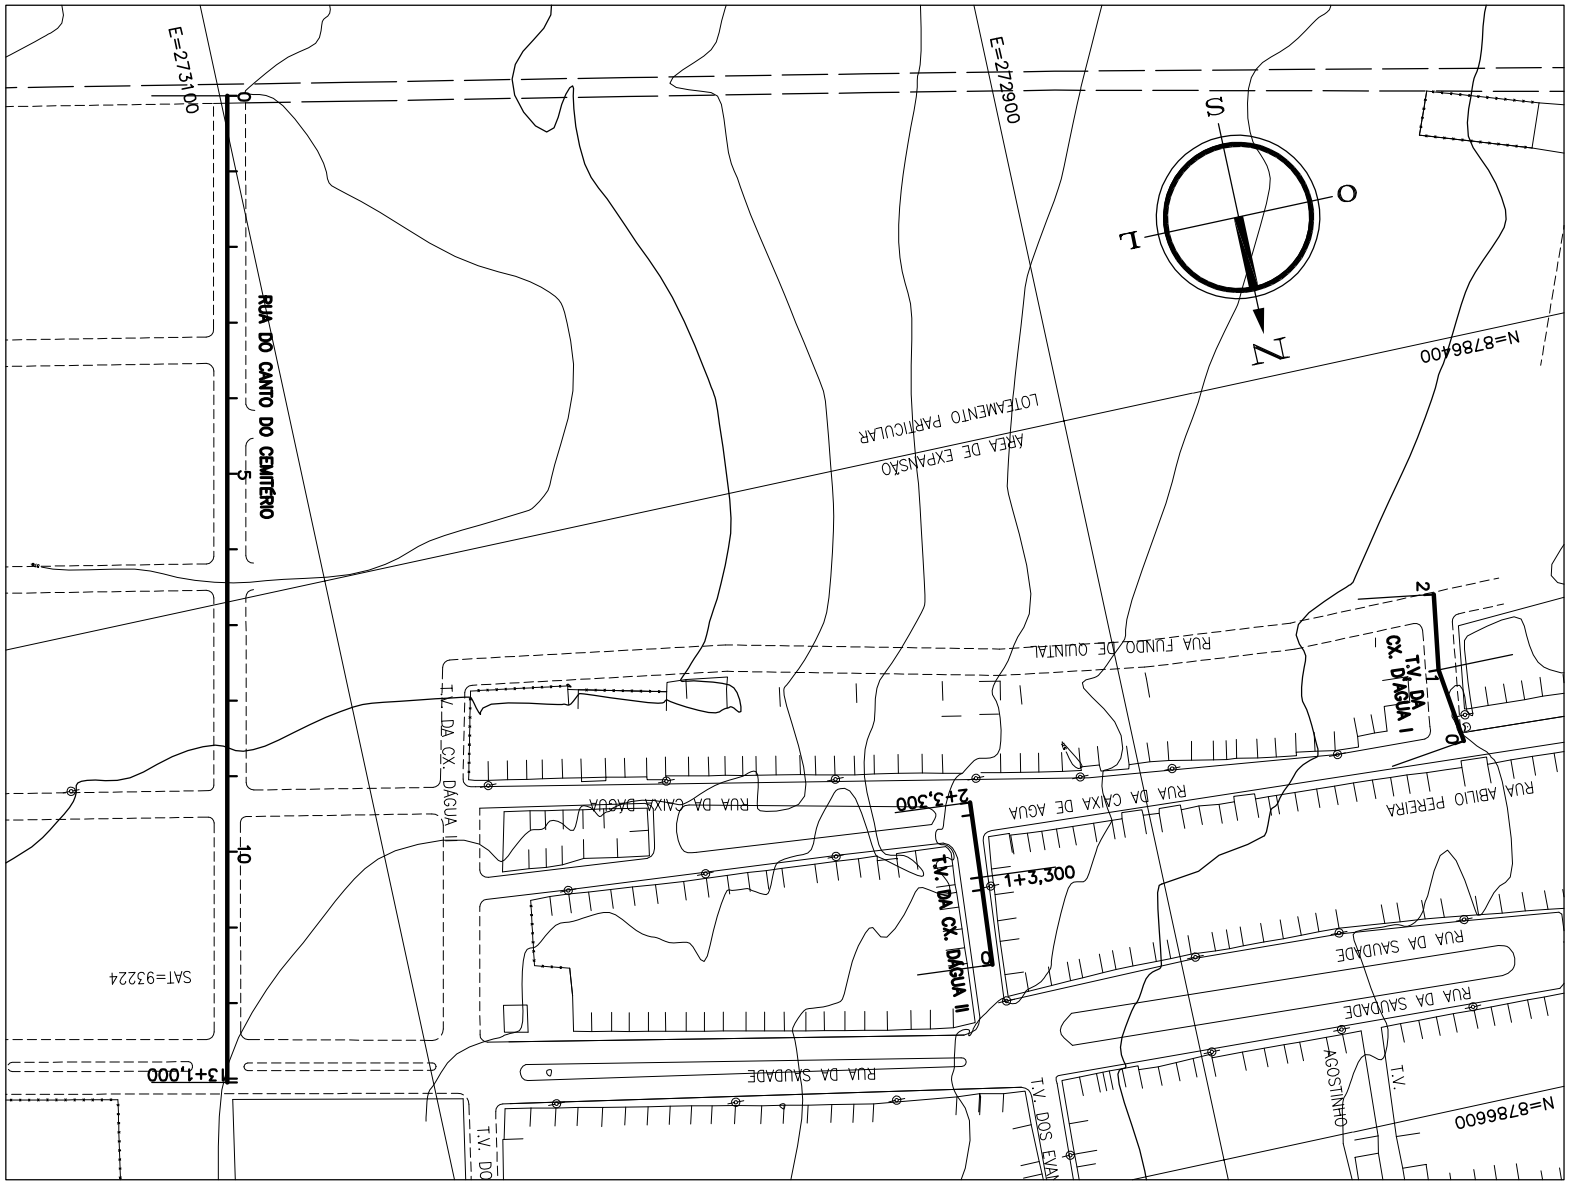 E=273100
E=272900
S
O
L
N
N=8786400
0
RUA DO CANTO DO CEMITÉRIO
5
10
13+1,000
LOTEAMENTO PARTICULAR
ÁREA DE EXPANSÃO
RUA FUNDO DE QUINTAL
2
T.V. DA
CX. D'ÁGUA I
1
0
T.V. DA CX. DÁGUA II
RUA DA CAIXA DÁGUA
2+3,300
RUA DA CAIXA DE AGUA
RUA ABILIO PEREIRA
1+3,300
T.V. DA CX. DÁGUA II
0
SAT=93224
RUA DA SAUDADE
RUA DA SAUDADE
RUA DA SAUDADE
T.V. DO
T.V. DOS EVAN
AGOSTINHO
T.V.
N=8786600